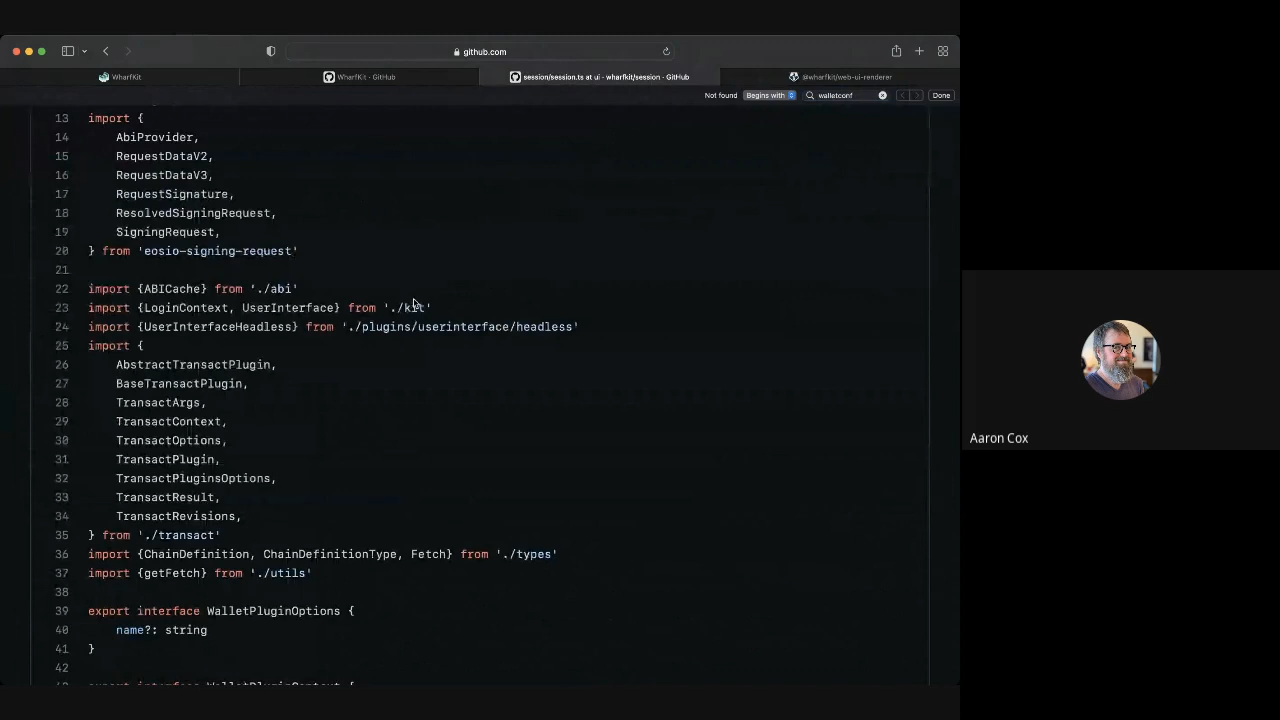 github.com
WharfKit
WharfKit · GitHub
session/session.ts at ui · wharfkit/session · GitHub
@wharfkit/web-ui-renderer
Not found
Begins with
walletconf
Done
13 import {
14 AbiProvider,
15 RequestDataV2,
16 RequestDataV3,
17 RequestSignature,
18 ResolvedSigningRequest,
19 SigningRequest,
20 } from 'eosio-signing-request'
21
22 import {ABICache} from './abi'
23 import {LoginContext, UserInterface} from './kit'
24 import {UserInterfaceHeadless} from './plugins/userinterface/headless'
25 import {
26 AbstractTransactPlugin,
27 BaseTransactPlugin,
28 TransactArgs,
29 TransactContext,
30 TransactOptions,
31 TransactPlugin,
32 TransactPluginsOptions,
33 TransactResult,
34 TransactRevisions,
35 } from './transact'
36 import {ChainDefinition, ChainDefinitionType, Fetch} from './types'
37 import {getFetch} from './utils'
38
39 export interface WalletPluginOptions {
40 name?: string
41 }
42
Aaron Cox